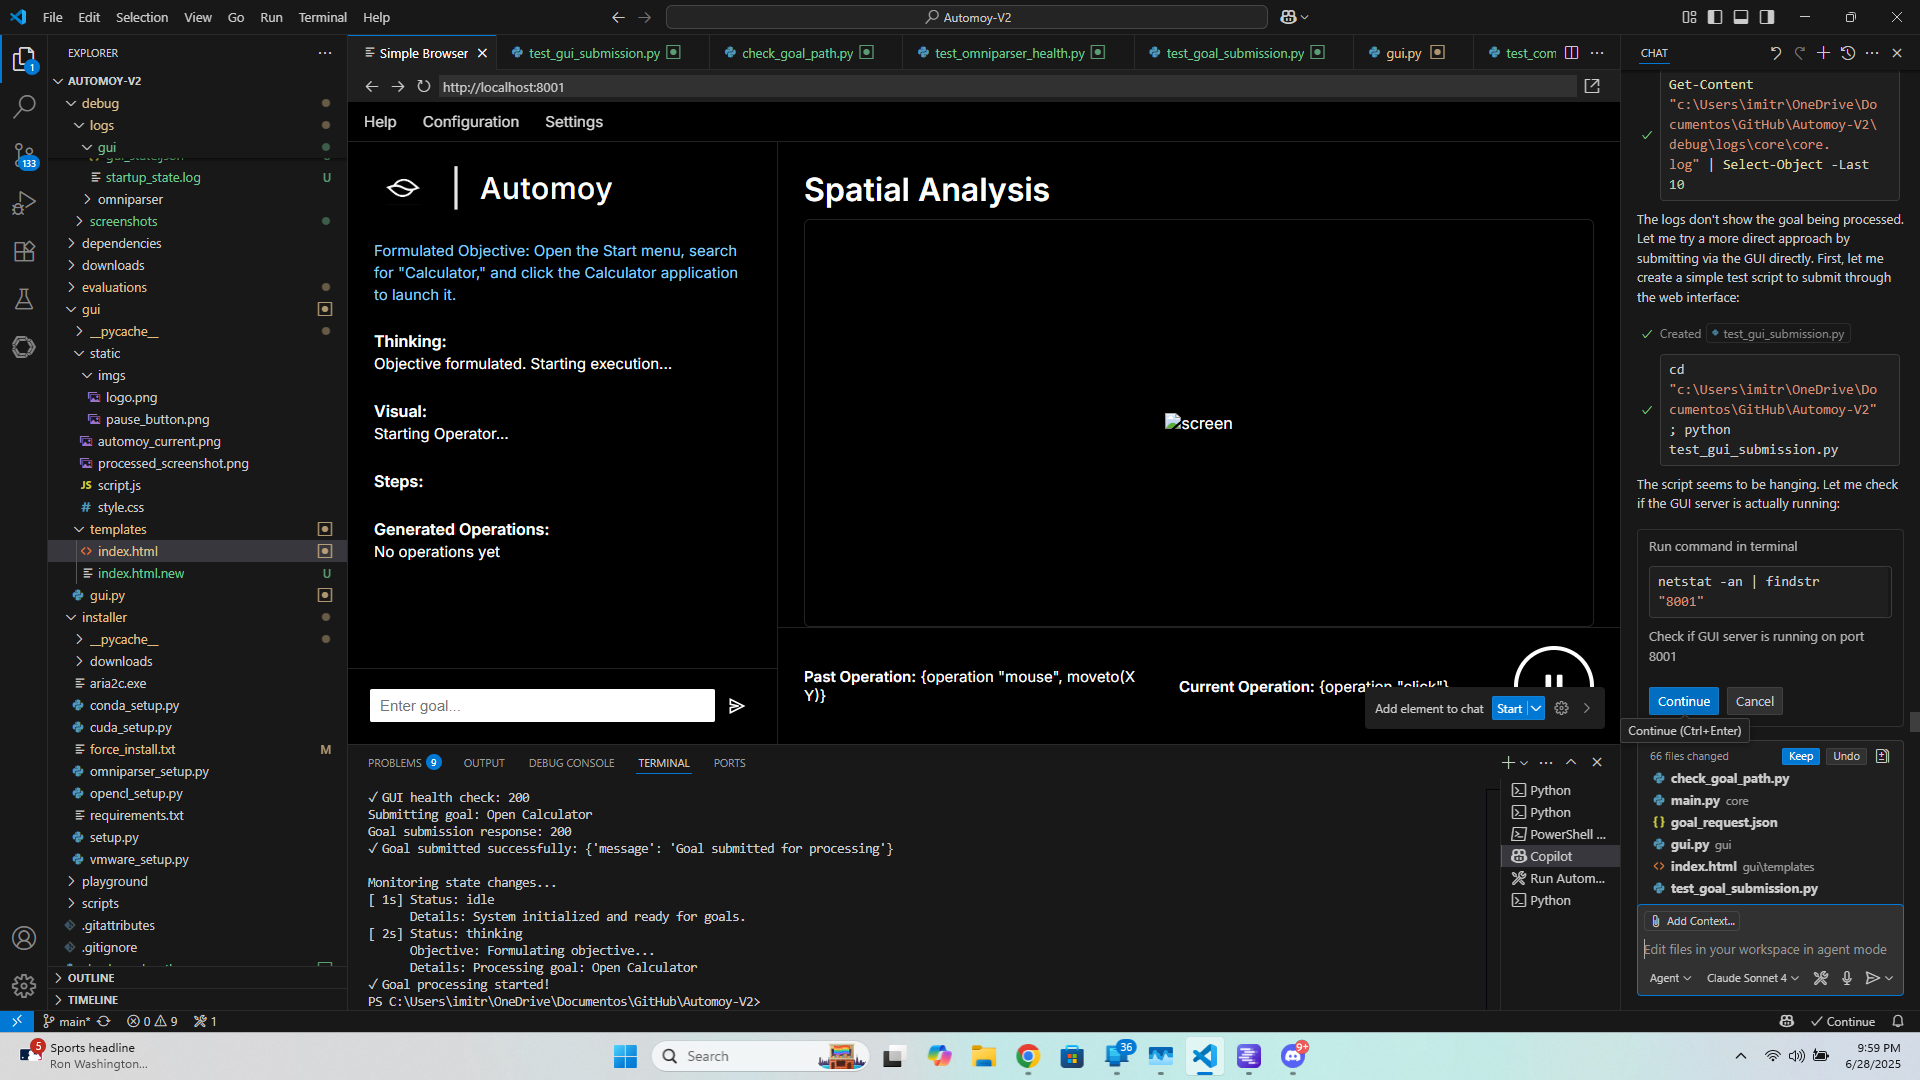 File Edit Selection View Go Run Terminal Help
Automoy-V2
EXPLORER
AUTOMOY-V2
debug
logs
gui
gui_state.json
startup_state.log U
omniparser
screenshots
dependencies
downloads
evaluations
gui
__pycache__
static
imgs
logo.png
pause_button.png
automoy_current.png
processed_screenshot.png
JS script.js
# style.css
templates
<> index.html
index.html.new U
gui.py
installer
__pycache__
downloads
aria2c.exe
conda_setup.py
cuda_setup.py
force_install.txt M
omniparser_setup.py
opencl_setup.py
requirements.txt
setup.py
vmware_setup.py
playground
scripts
.gitattributes
.gitignore
OUTLINE
TIMELINE
1
133
Simple Browser test_gui_submission.py check_goal_path.py test_omniparser_health.py test_goal_submission.py gui.py test_com
http://localhost:8001
Help Configuration Settings
Automoy
Formulated Objective: Open the Start menu, search
for "Calculator," and click the Calculator application
to launch it.
Thinking:
Objective formulated. Starting execution...
Visual:
Starting Operator...
Steps:
Generated Operations:
No operations yet
Enter goal...
Spatial Analysis
screen
Past Operation: {operation "mouse", moveto(X
Y)}
Current Operation: {operation "click"}
Add element to chat Start
PROBLEMS 9 OUTPUT DEBUG CONSOLE TERMINAL PORTS
✓ GUI health check: 200
Submitting goal: Open Calculator
Goal submission response: 200
✓ Goal submitted successfully: {'message': 'Goal submitted for processing'}
Monitoring state changes...
[ 1s] Status: idle
Details: System initialized and ready for goals.
[ 2s] Status: thinking
Objective: Formulating objective...
Details: Processing goal: Open Calculator
✓ Goal processing started!
PS C:\Users\imitr\OneDrive\Documentos\GitHub\Automoy-V2>
Python
Python
PowerShell ...
Copilot
Run Autom...
Python
CHAT
Get-Content
"c:\Users\imitr\OneDrive\Do
cumentos\GitHub\Automoy-V2\
debug\logs\core\core.
log" | Select-Object -Last
10
The logs don't show the goal being processed.
Let me try a more direct approach by
submitting via the GUI directly. First, let me
create a simple test script to submit through
the web interface:
Created test_gui_submission.py
cd
"c:\Users\imitr\OneDrive\Do
cumentos\GitHub\Automoy-V2"
; python
test_gui_submission.py
The script seems to be hanging. Let me check
if the GUI server is actually running:
Run command in terminal
netstat -an | findstr
"8001"
Check if GUI server is running on port
8001
Continue Cancel
Continue (Ctrl+Enter)
66 files changed Keep Undo
check_goal_path.py
main.py core
{} goal_request.json
gui.py gui
<> index.html gui\templates
test_goal_submission.py
Add Context...
Edit files in your workspace in agent mode
Agent Claude Sonnet 4
main* 0 9 1
Continue
5
Sports headline
Ron Washington...
Search
36
9+
9:59 PM
6/28/2025